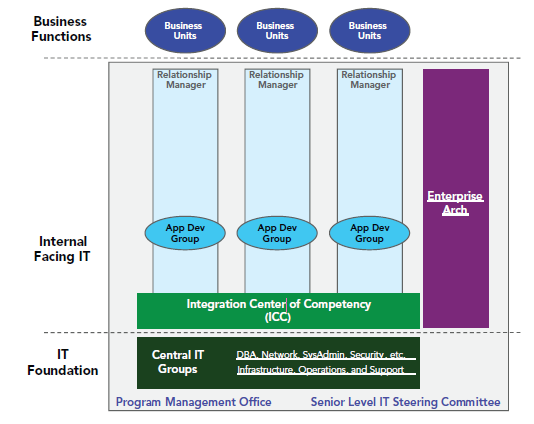 Business
Functions
Business
Units
Business
Units
Business
Units
Relationship
Manager
Relationship
Manager
Relationship
Manager
Enterprise
Arch
App Dev
Group
App Dev
Group
App Dev
Group
Internal
Facing IT
Integration Center of Competency
(ICC)
IT
Foundation
Central IT
Groups
DBA, Network, SysAdmin, Security, etc.
Infrastructure, Operations, and Support
Program Management Office
Senior Level IT Steering Committee